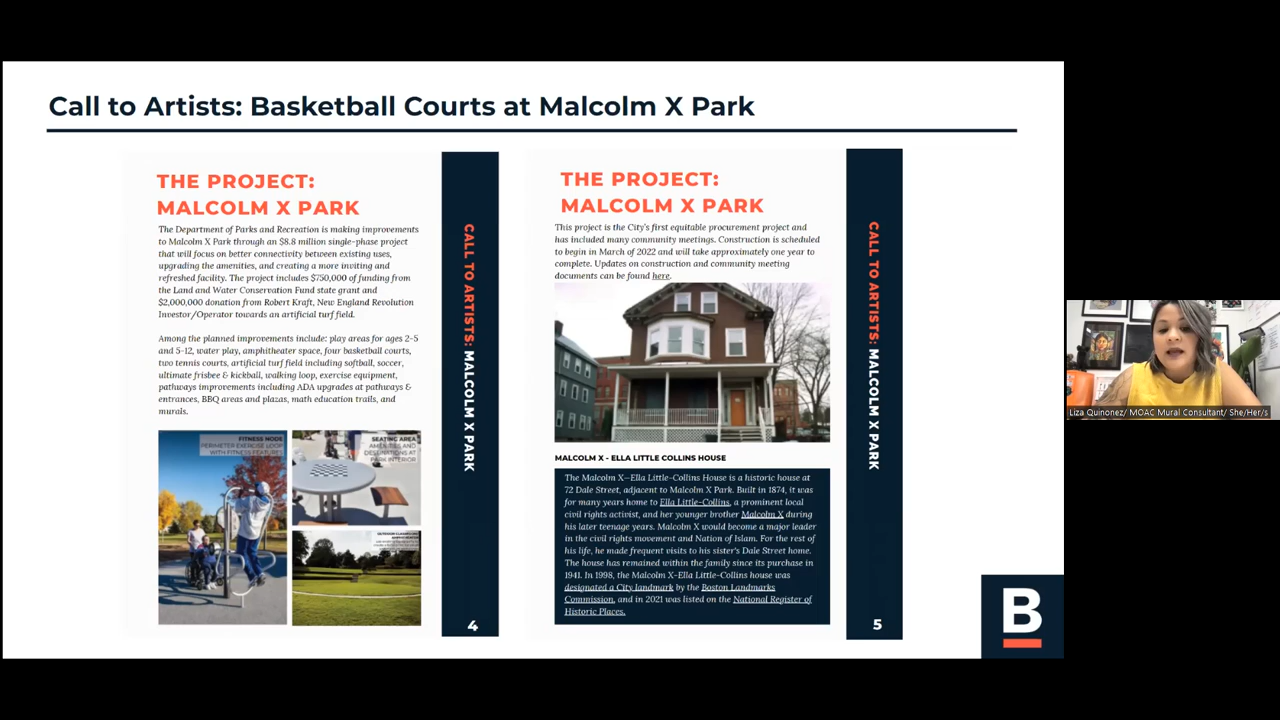 Call to Artists: Basketball Courts at Malcolm X Park
THE PROJECT:
MALCOLM X PARK
The Department of Parks and Recreation is making improvements
to Malcolm X Park through an $8.8 million single-phase project
that will focus on better connectivity between existing uses,
upgrading the amenities, and creating a more inviting and
refreshed facility. The project includes $750,000 of funding from
the Land and Water Conservation Fund state grant and
$2,000,000 donation from Robert Kraft, New England Revolution
Investor/Operator towards an artificial turf field.
Among the planned improvements include: play areas for ages 2-5
and 5-12, water play, amphitheater space, four basketball courts,
two tennis courts, artificial turf field including softball, soccer,
ultimate frisbee & kickball, walking loop, exercise equipment,
pathways improvements including ADA upgrades at pathways &
entrances, BBQ areas and plazas, math education trails, and
murals.
FITNESS NODE
PERIMETER EXERCISE LOOP
WITH FITNESS FEATURES
SEATING AREA
AMENITIES AND
DESTINATIONS AT
PARK INTERIOR
CALL TO ARTISTS: MALCOLM X PARK
4
THE PROJECT:
MALCOLM X PARK
This project is the City's first equitable procurement project and
has included many community meetings. Construction is scheduled
to begin in March of 2022 and will take approximately one year to
complete. Updates on construction and community meeting
documents can be found here.
MALCOLM X - ELLA LITTLE COLLINS HOUSE
The Malcolm X—Ella Little-Collins House is a historic house at
72 Dale Street, adjacent to Malcolm X Park. Built in 1874, it was
for many years home to Ella Little-Collins, a prominent local
civil rights activist, and her younger brother Malcolm X during
his later teenage years. Malcolm X would become a major leader
in the civil rights movement and Nation of Islam. For the rest of
his life, he made frequent visits to his sister's Dale Street home.
The house has remained within the family since its purchase in
1941. In 1998, the Malcolm X-Ella Little-Collins house was
designated a City landmark by the Boston Landmarks
Commission, and in 2021 was listed on the National Register of
Historic Places.
CALL TO ARTISTS: MALCOLM X PARK
5
B
Liza Quinonez/ MOAC Mural Consultant/ She/Her/s